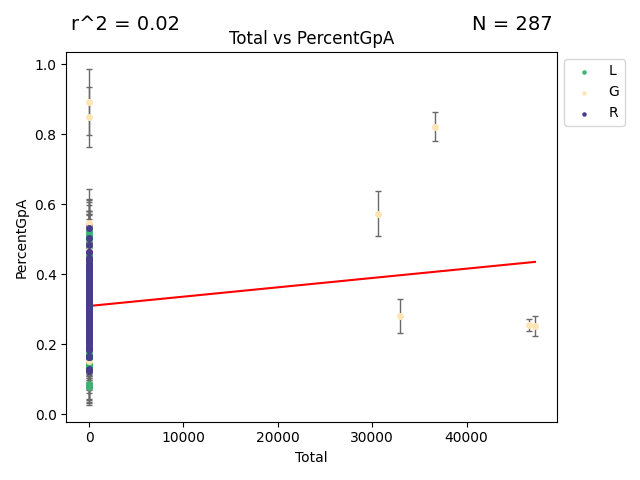 r^2 = 0.02 N = 287
Total vs PercentGpA
1.0
0.8
0.6
0.4
0.2
0.0
PercentGpA
0 10000 20000 30000 40000
Total
L
G
R